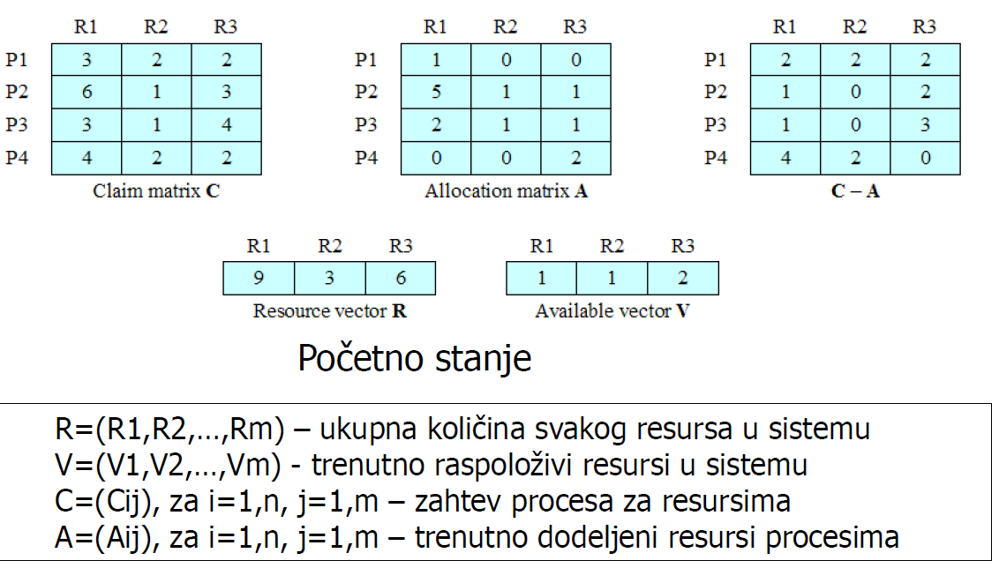 R1 R2 R3 R1 R2 R3 R1 R2 R3
P1 3 2 2 P1 1 0 0 P1 2 2 2
P2 6 1 3 P2 5 1 1 P2 1 0 2
P3 3 1 4 P3 2 1 1 P3 1 0 3
P4 4 2 2 P4 0 0 2 P4 4 2 0
Claim matrix C Allocation matrix A C – A
R1 R2 R3 R1 R2 R3
9 3 6 1 1 2
Resource vector R Available vector V
Početno stanje
R=(R1,R2,...,Rm) – ukupna količina svakog resursa u sistemu
V=(V1,V2,...,Vm) - trenutno raspoloživi resursi u sistemu
C=(Cij), za i=1,n, j=1,m – zahtev procesa za resursima
A=(Aij), za i=1,n, j=1,m – trenutno dodeljeni resursi procesima